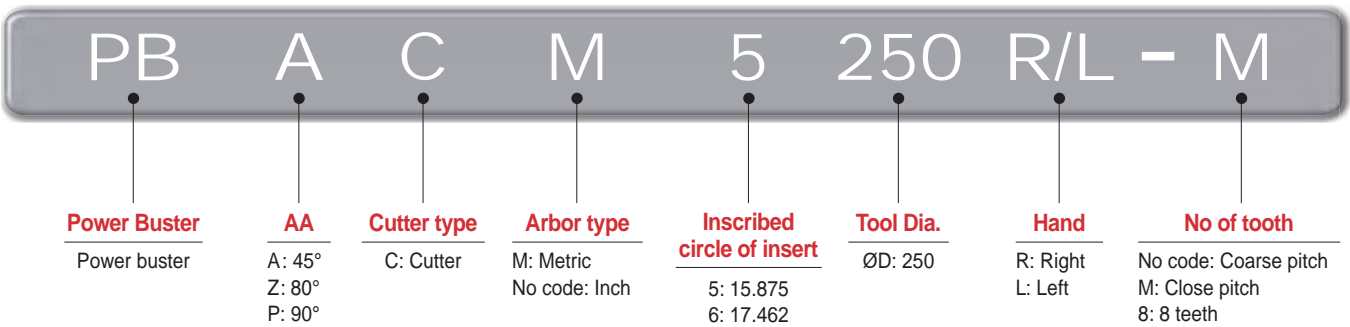 PB A C M 5 250 R/L - M
Power Buster
Power buster
AA
A: 45°
Z: 80°
P: 90°
Cutter type
C: Cutter
Arbor type
M: Metric
No code: Inch
Inscribed
circle of insert
5: 15.875
6: 17.462
Tool Dia.
ØD: 250
Hand
R: Right
L: Left
No of tooth
No code: Coarse pitch
M: Close pitch
8: 8 teeth